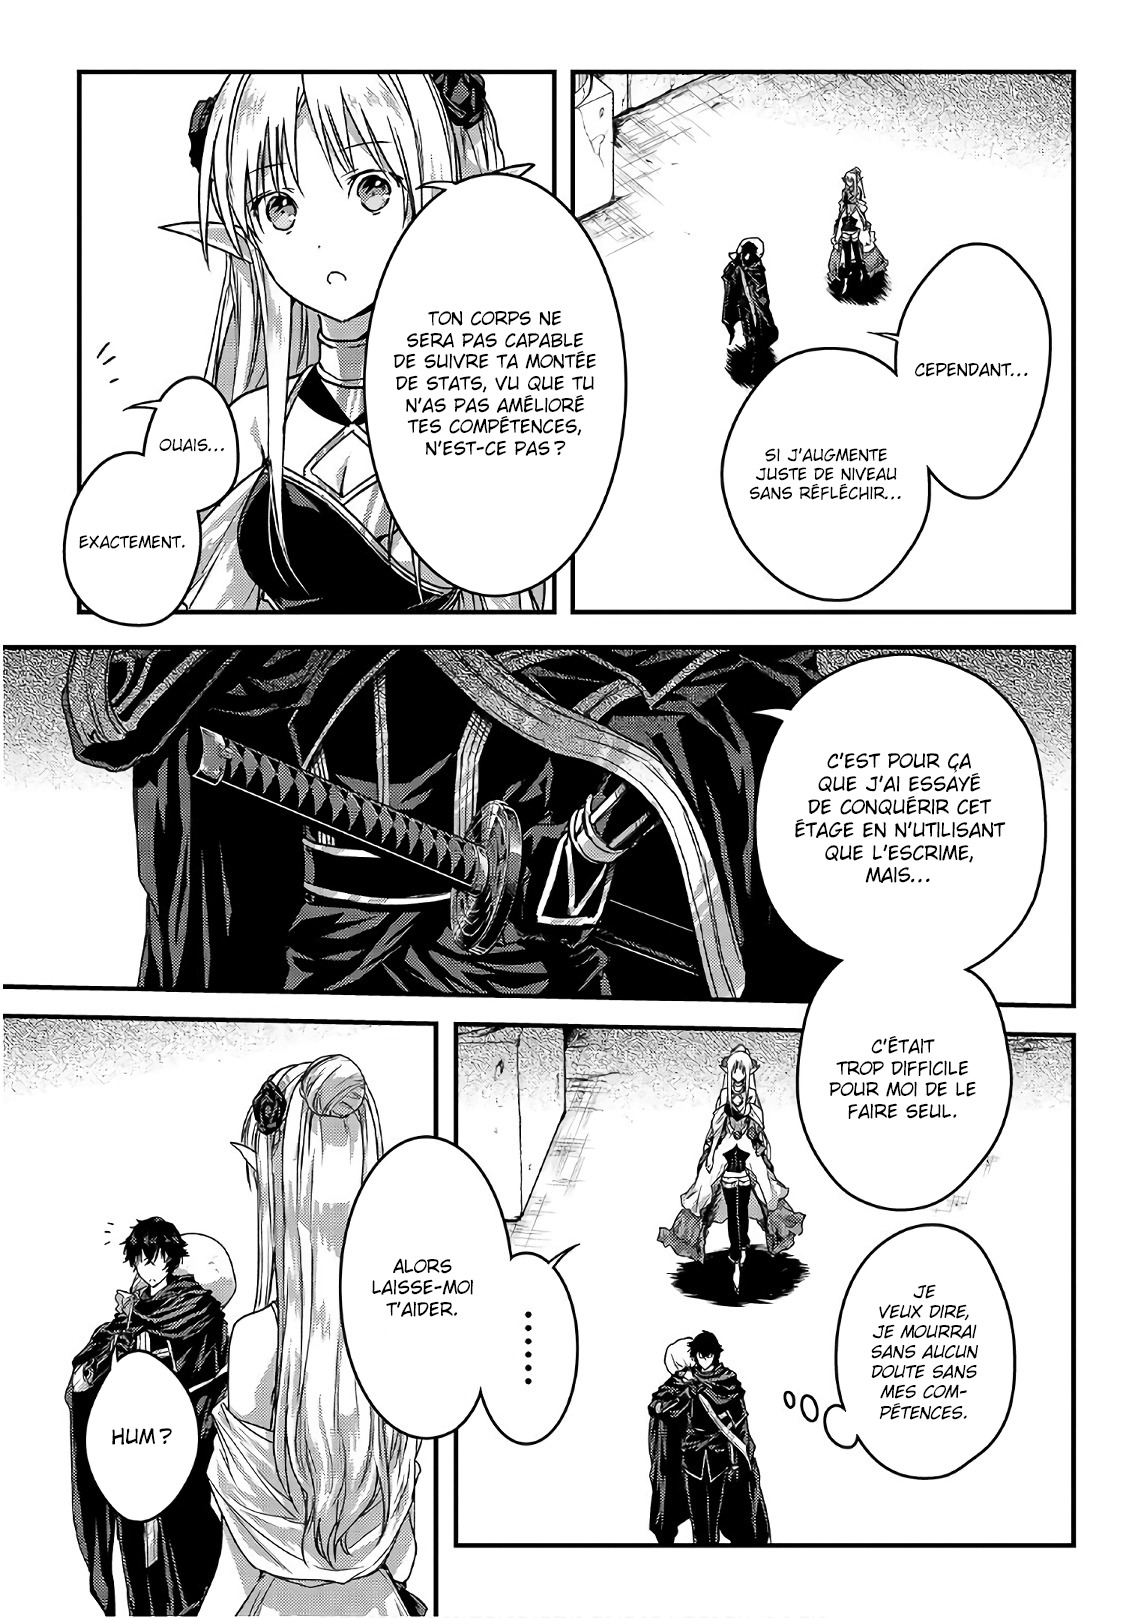 CEPENDANT...
SI J'AUGMENTE
JUSTE DE NIVEAU
SANS RÉFLÉCHIR...
TON CORPS NE
SERA PAS CAPABLE
DE SUIVRE TA MONTÉE
DE STATS, VU QUE TU
N'AS PAS AMÉLIORÉ
TES COMPÉTENCES,
N'EST-CE PAS ?
OUAIS...
EXACTEMENT.
C'EST POUR ÇA
QUE J'AI ESSAYÉ
DE CONQUÉRIR CET
ÉTAGE EN N'UTILISANT
QUE L'ESCRIME,
MAIS...
C'ÉTAIT
TROP DIFFICILE
POUR MOI DE LE
FAIRE SEUL.
JE
VEUX DIRE,
JE MOURRAI
SANS AUCUN
DOUTE SANS
MES COM-
PÉTENCES.
......
ALORS
LAISSE-MOI
T'AIDER.
HUM ?